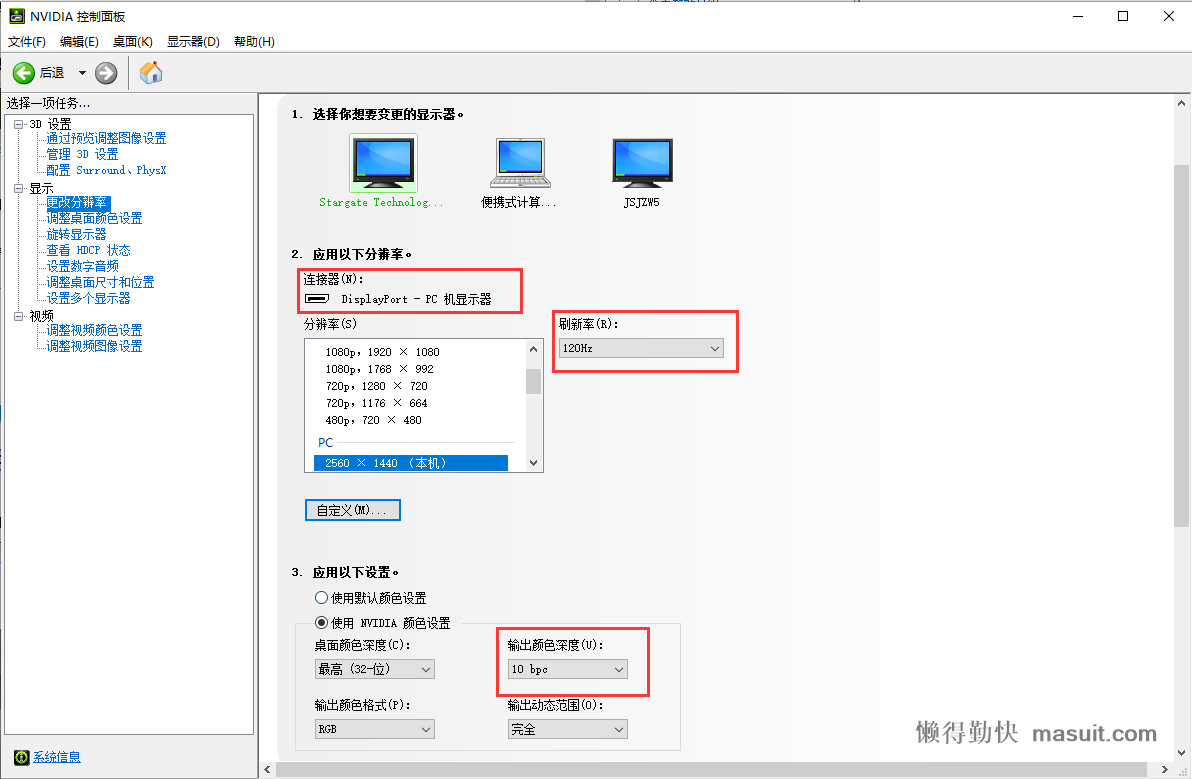 NVIDIA 控制面板
文件(F) 编辑(E) 桌面(K) 显示器(D) 帮助(H)
后退
选择一项任务...
3D 设置
通过预览调整图像设置
管理 3D 设置
配置 Surround、PhysX
显示
更改分辨率
调整桌面颜色设置
旋转显示器
查看 HDCP 状态
设置数字音频
调整桌面尺寸和位置
设置多个显示器
视频
调整视频颜色设置
调整视频图像设置
系统信息
1. 选择你想要变更的显示器。
Stargate Technolog... 便携式计算... JSJZW5
2. 应用以下分辨率。
连接器(N):
DisplayPort - PC 机显示器
分辨率(S)
1080p, 1920 × 1080
1080p, 1768 × 992
720p, 1280 × 720
720p, 1176 × 664
480p, 720 × 480
PC
2560 × 1440 (本机)
刷新率(R):
120Hz
自定义(M)...
3. 应用以下设置。
使用默认颜色设置
使用 NVIDIA 颜色设置
桌面颜色深度(C):
最高 (32-位)
输出颜色深度(U):
10 bpc
输出颜色格式(P):
RGB
输出动态范围(O):
完全
懒得勤快 masuit.com